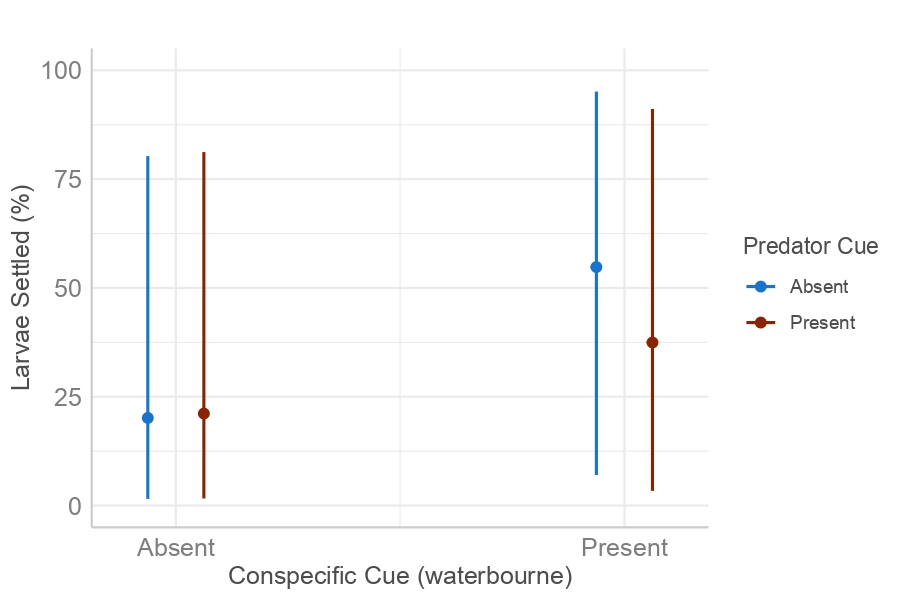 100
75
50
25
0
Larvae Settled (%)
Absent
Present
Conspecific Cue (waterbourne)
Predator Cue
Absent
Present